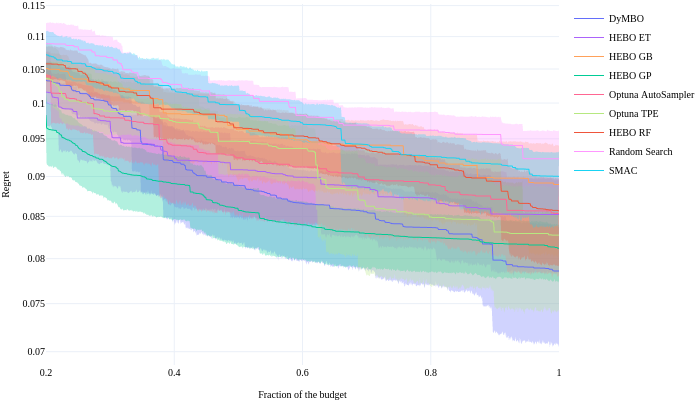 0.115
0.11
0.105
0.1
0.095
0.09
0.085
0.08
0.075
0.07
Regret
0.2
0.4
0.6
0.8
1
Fraction of the budget
DyMBO
HEBO ET
HEBO GB
HEBO GP
Optuna AutoSampler
Optuna TPE
HEBO RF
Random Search
SMAC